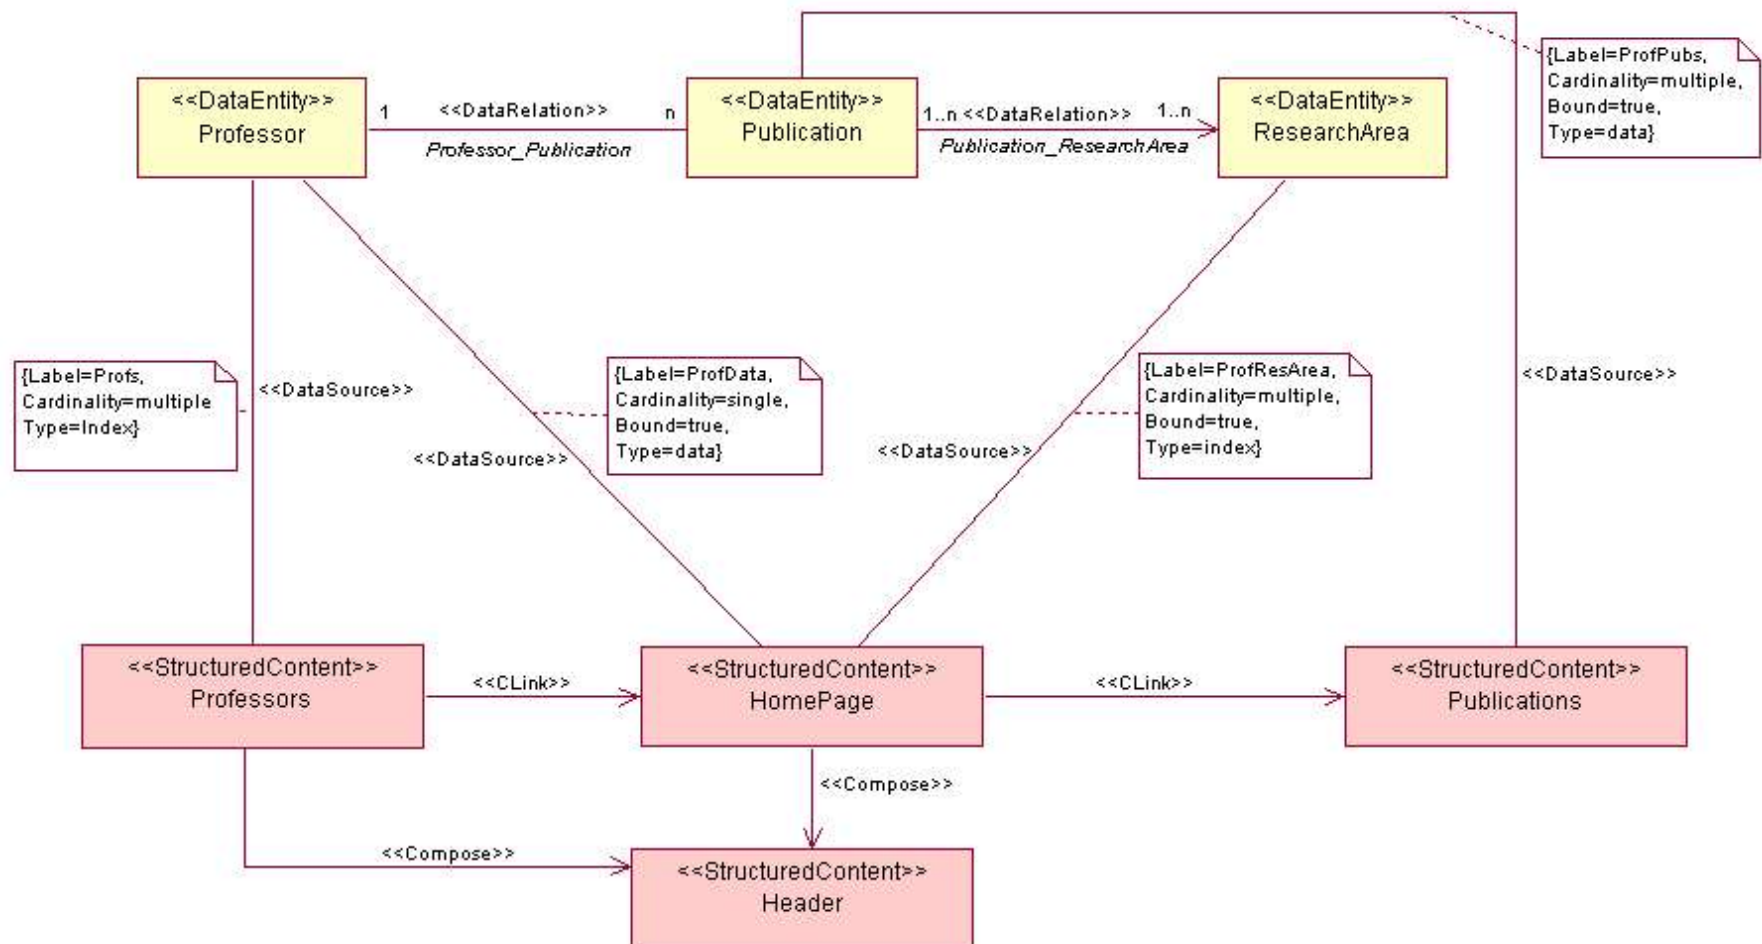 {Label=ProfPubs,
Cardinality=multiple,
Bound=true,
Type=data}
<<DataEntity>>
Professor
1
<<DataRelation>>
n
Professor_Publication
<<DataEntity>>
Publication
1..n
<<DataRelation>>
1..n
Publication_ResearchArea
<<DataEntity>>
ResearchArea
{Label=Profs,
Cardinality=multiple
Type=Index}
<<DataSource>>
{Label=ProfData,
Cardinality=single,
Bound=true,
Type=data}
<<DataSource>>
{Label=ProfResArea,
Cardinality=multiple,
Bound=true,
Type=index}
<<DataSource>>
<<DataSource>>
<<StructuredContent>>
Professors
<<CLink>>
<<StructuredContent>>
HomePage
<<CLink>>
<<StructuredContent>>
Publications
<<Compose>>
<<Compose>>
<<StructuredContent>>
Header